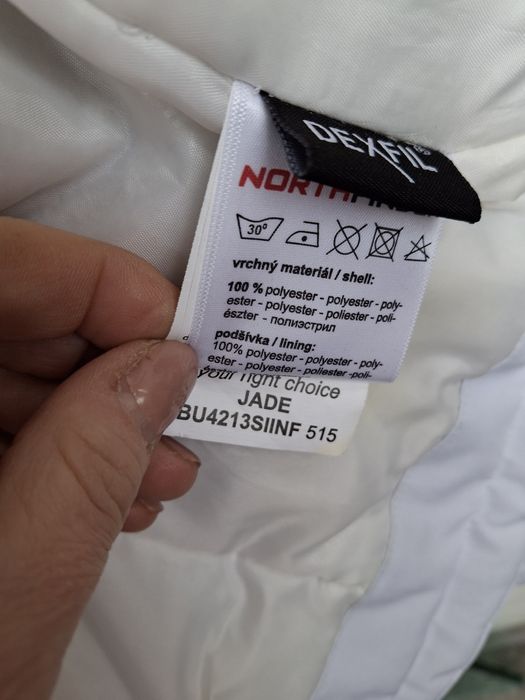 DEXFIL®
NORTH
30°
vrchný materiál / shell:
100 % polyester - polyester - poly-
ester - polyester - poliester - poli-
észter - полиэстрил
podšívka / lining:
100% polyester - polyester - poly-
ester - polyester - poliester -poli-
your right choice
JADE
BU4213SIINF 515